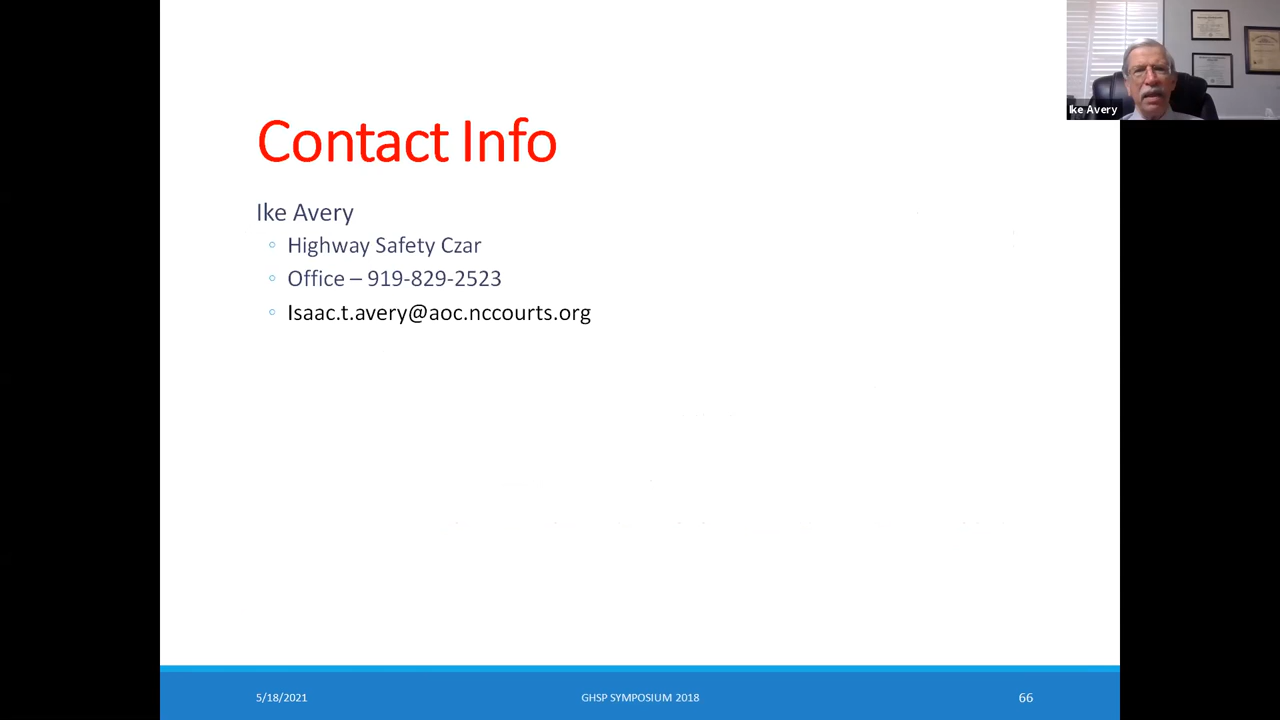 Ike Avery
Contact Info
Ike Avery
Highway Safety Czar
Office – 919-829-2523
Isaac.t.avery@aoc.nccourts.org
5/18/2021
GHSP SYMPOSIUM 2018
66